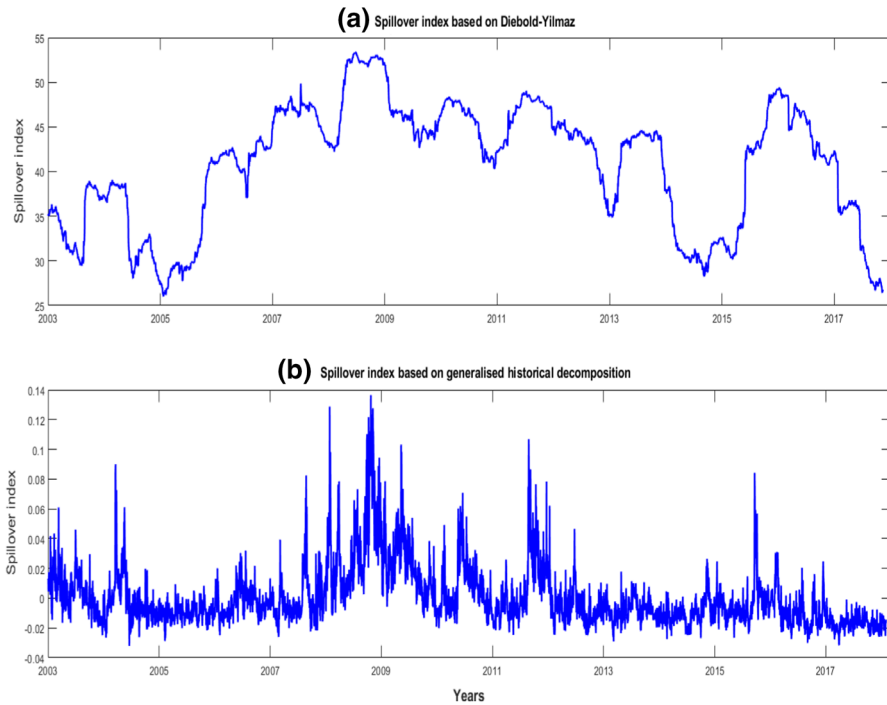 (a) Spillover index based on Diebold-Yilmaz
55
50
45
40
35
30
25
Spillover index
2003 2005 2007 2009 2011 2013 2015 2017
(b) Spillover index based on generalised historical decomposition
0.14
0.12
0.1
0.08
0.06
0.04
0.02
0
-0.02
-0.04
Spillover index
2003 2005 2007 2009 2011 2013 2015 2017
Years